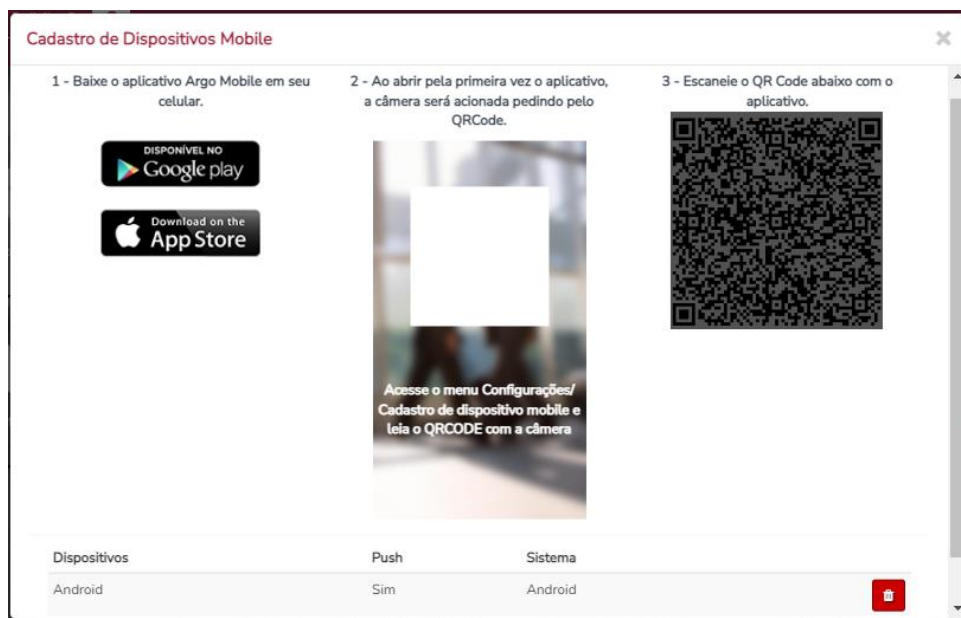 Cadastro de Dispositivos Mobile
1 - Baixe o aplicativo Argo Mobile em seu
celular.
DISPONÍVEL NO
Google play
Download on the
App Store
2 - Ao abrir pela primeira vez o aplicativo,
a câmera será acionada pedindo pelo
QRCode.
Acesse o menu Configurações/
Cadastro de dispositivo mobile e
leia o QRCODE com a câmera
3 - Escaneie o QR Code abaixo com o
aplicativo.
Dispositivos Push Sistema
Android Sim Android